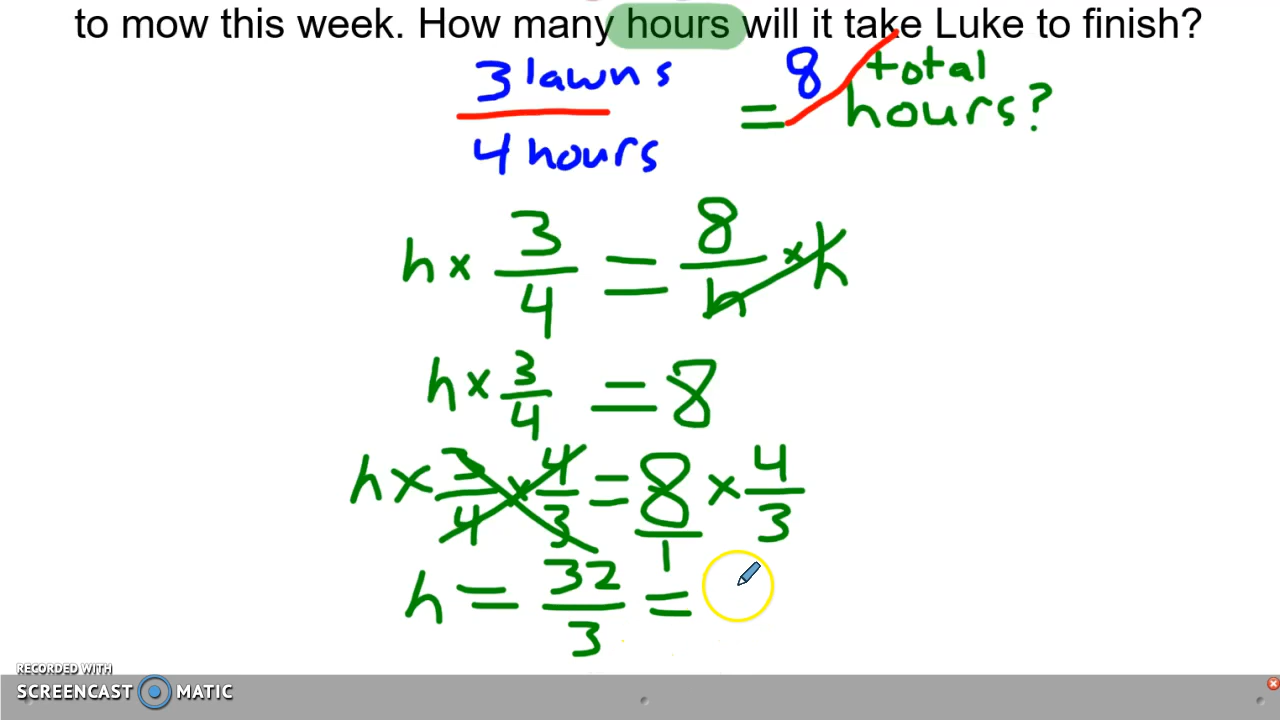 to mow this week. How many hours will it take Luke to finish?
3 lawns
4 hours
= 8 total hours?
h × 3/4 = 8/h × h
h × 3/4 = 8
h × 3/4 × 4/3 = 8/1 × 4/3
h = 32/3 =
RECORDED WITH
SCREENCAST MATIC